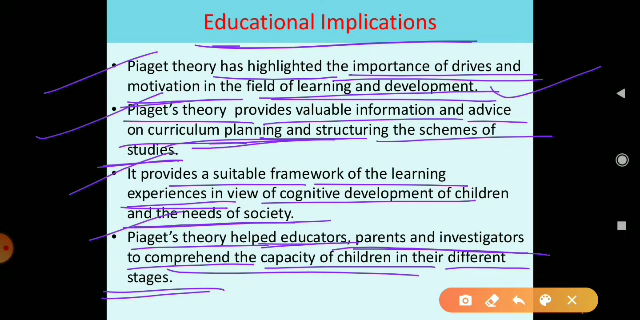 Educational Implications
• Piaget theory has highlighted the importance of drives and
motivation in the field of learning and development.
• Piaget's theory provides valuable information and advice
on curriculum planning and structuring the schemes of
studies.
• It provides a suitable framework of the learning
experiences in view of cognitive development of children
and the needs of society.
• Piaget's theory helped educators, parents and investigators
to comprehend the capacity of children in their different
stages.